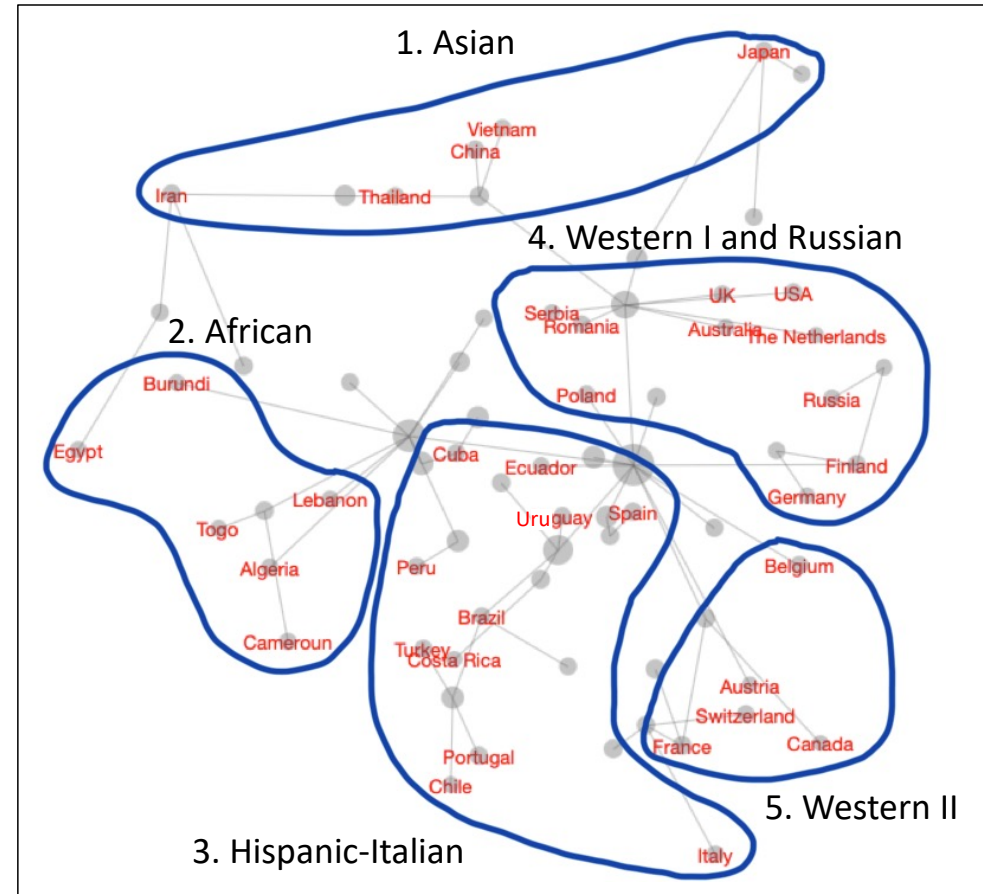 1. Asian
Japan
Vietnam
China
Iran
Thailand
4. Western I and Russian
UK
USA
Serbia
Romania
Australia
The Netherlands
Poland
Russia
Finland
Germany
2. African
Burundi
Egypt
Lebanon
Togo
Algeria
Cameroun
Cuba
Ecuador
Uruguay
Spain
Peru
Brazil
Turkey
Costa Rica
Portugal
Chile
Italy
3. Hispanic-Italian
Belgium
Austria
Switzerland
France
Canada
5. Western II